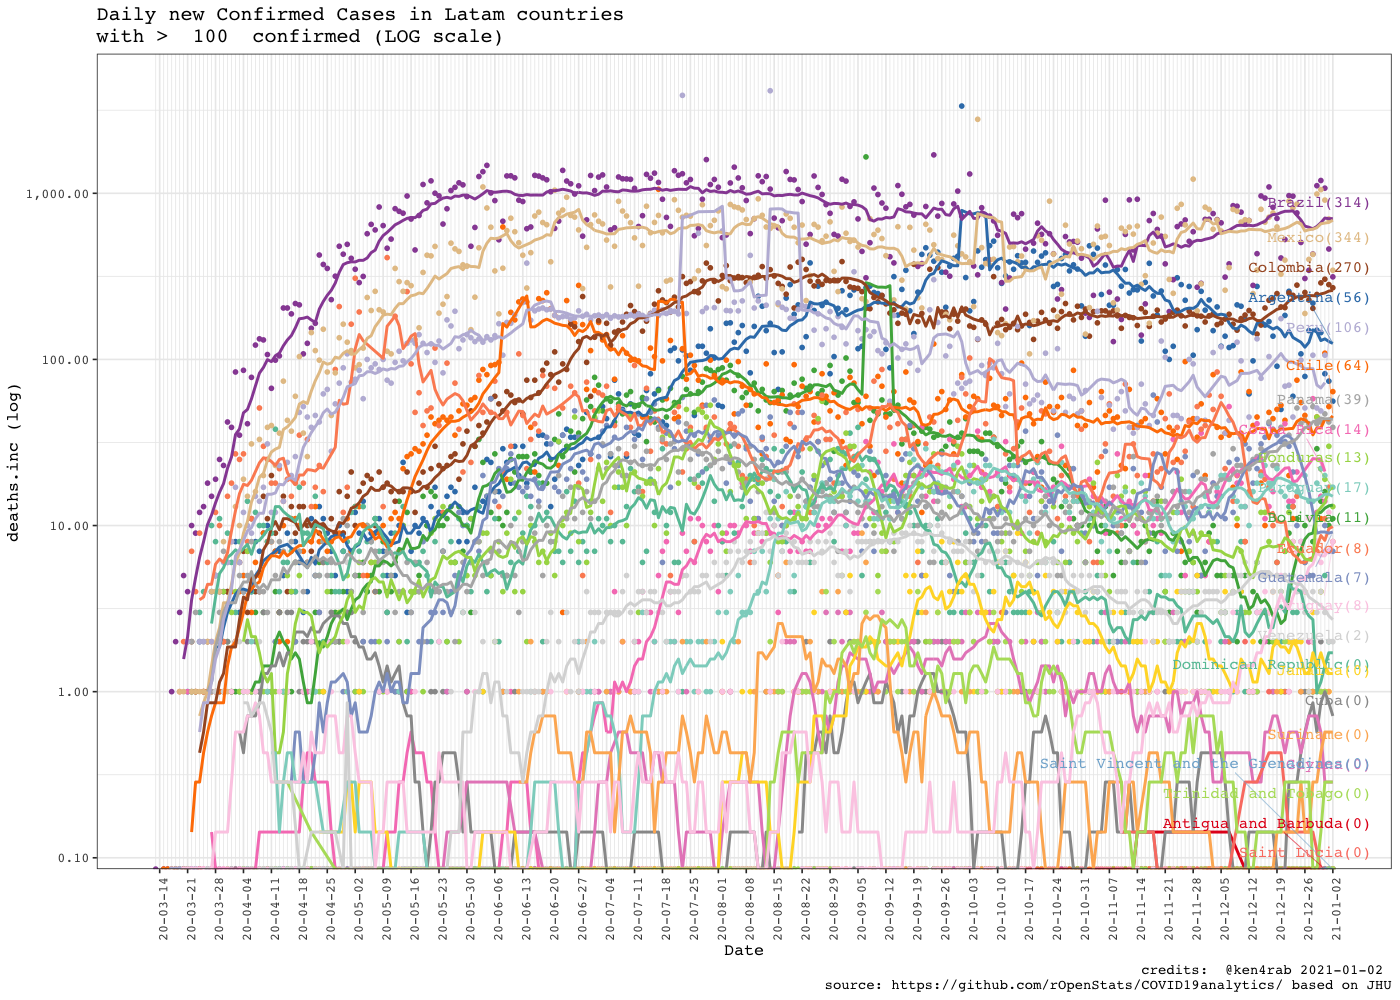 Daily new Confirmed Cases in Latam countries
with >  100  confirmed (LOG scale)
deaths.inc (log)
1,000.00
100.00
10.00
1.00
0.10
Brazil(314)
Mexico(344)
Colombia(270)
Argentina(56)
Peru(106)
Chile(64)
Panama(39)
Costa Rica(14)
Honduras(13)
(17)
Bolivia(11)
Ecuador(8)
Guatemala(7)
(8)
Venezuela(2)
Dominican Republic(0)
Jamaica(0)
Cuba(0)
Suriname(0)
Saint Vincent and the Grenadines(0)
Trinidad and Tobago(0)
Antigua and Barbuda(0)
Saint Lucia(0)
20-03-14
20-03-21
20-03-28
20-04-04
20-04-11
20-04-18
20-04-25
20-05-02
20-05-09
20-05-16
20-05-23
20-05-30
20-06-06
20-06-13
20-06-20
20-06-27
20-07-04
20-07-11
20-07-18
20-07-25
20-08-01
20-08-08
20-08-15
20-08-22
20-08-29
20-09-05
20-09-12
20-09-19
20-09-26
20-10-03
20-10-10
20-10-17
20-10-24
20-10-31
20-11-07
20-11-14
20-11-21
20-11-28
20-12-05
20-12-12
20-12-19
20-12-26
21-01-02
Date
credits:  @ken4rab 2021-01-02
source: https://github.com/rOpenStats/COVID19analytics/ based on JHU